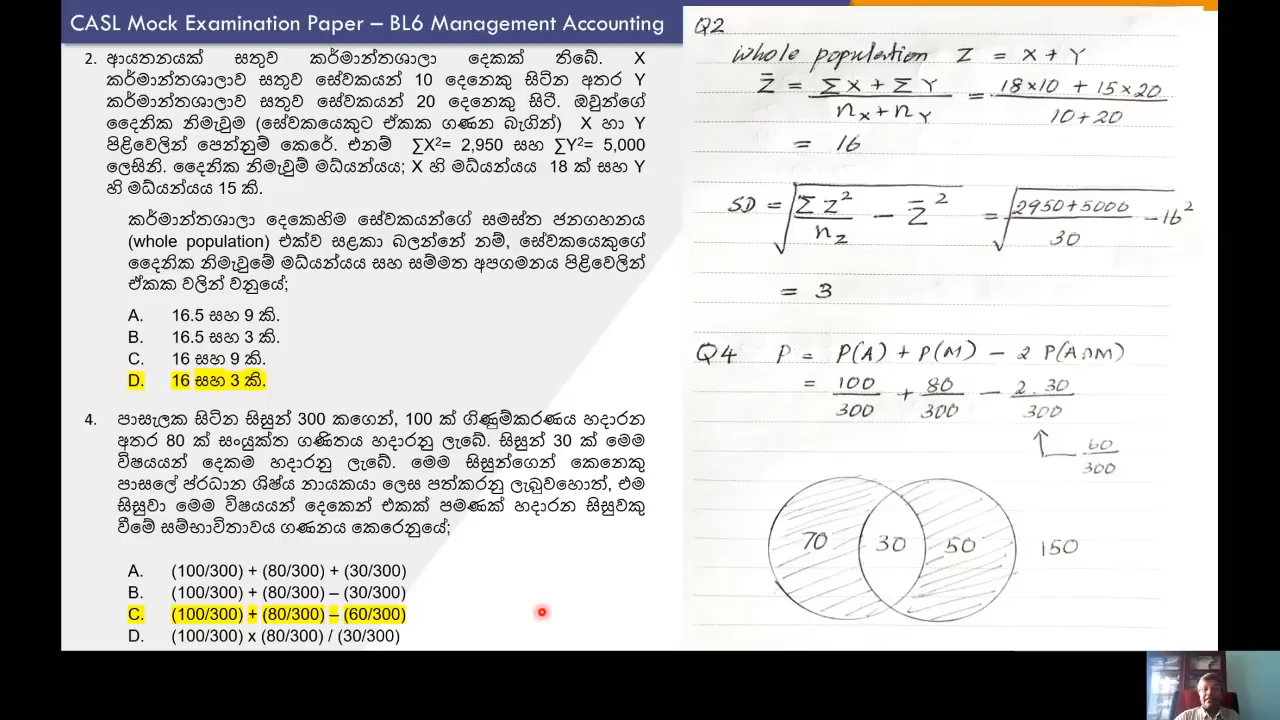 CASL Mock Examination Paper – BL6 Management Accounting
2. ආයතනයක් සතුව කර්මාන්තශාලා දෙකක් තිබේ. X
කර්මාන්තශාලාව සතුව සේවකයන් 10 දෙනෙකු සිටින අතර Y
කර්මාන්තශාලාව සතුව සේවකයන් 20 දෙනෙකු සිටී. ඔවුන්ගේ
දෛනික නිමැවුම (සේවකයෙකුට ඒකක ගණන බැගින්) X හා Y
පිළිවෙලින් පෙන්නුම් කෙරේ. එනම් ∑X²= 2,950 සහ ∑Y²= 5,000
ලෙසිනි. දෛනික නිමැවුම් මධ්යන්යය; X හි මධ්යන්යය 18 ක් සහ Y
හි මධ්යන්යය 15 කි.
කර්මාන්තශාලා දෙකෙහිම සේවකයන්ගේ සමස්ත ජනගහනය
(whole population) එක්ව සළකා බලන්නේ නම්, සේවකයෙකුගේ
දෛනික නිමැවුමේ මධ්යන්යය සහ සම්මත අපගමනය පිළිවෙලින්
ඒකක වලින් වනුයේ;
A. 16.5 සහ 9 කි.
B. 16.5 සහ 3 කි.
C. 16 සහ 9 කි.
D. 16 සහ 3 කි.
4. පාසැලක සිටින සිසුන් 300 කගෙන්, 100 ක් ගිණුම්කරණය හදාරන
අතර 80 ක් සංයුක්ත ගණිතය හදාරනු ලැබේ. සිසුන් 30 ක් මෙම
විෂයයන් දෙකම හදාරනු ලැබේ. මෙම සිසුන්ගෙන් කෙනෙකු
පාසලේ ප්රධාන ශිෂ්ය නායකයා ලෙස පත්කරනු ලැබුවහොත්, එම
සිසුවා මෙම විෂයයන් දෙකෙන් එකක් පමණක් හදාරන සිසුවකු
වීමේ සම්භාවිතාවය ගණනය කෙරෙනුයේ;
A. (100/300) + (80/300) + (30/300)
B. (100/300) + (80/300) – (30/300)
C. (100/300) + (80/300) – (60/300)
D. (100/300) x (80/300) / (30/300)
Q2
whole population Z = X + Y
Z̄ = (∑X + ∑Y)/(nX + nY) = (18×10 + 15×20)/(10+20)
= 16
SD = √(∑Z²/nZ − Z̄²) = √((2950+5000)/30 − 16²)
= 3
Q4 P = P(A) + P(M) − 2 P(A∩M)
= 100/300 + 80/300 − 2.30/300
60/300
70 30 50 150